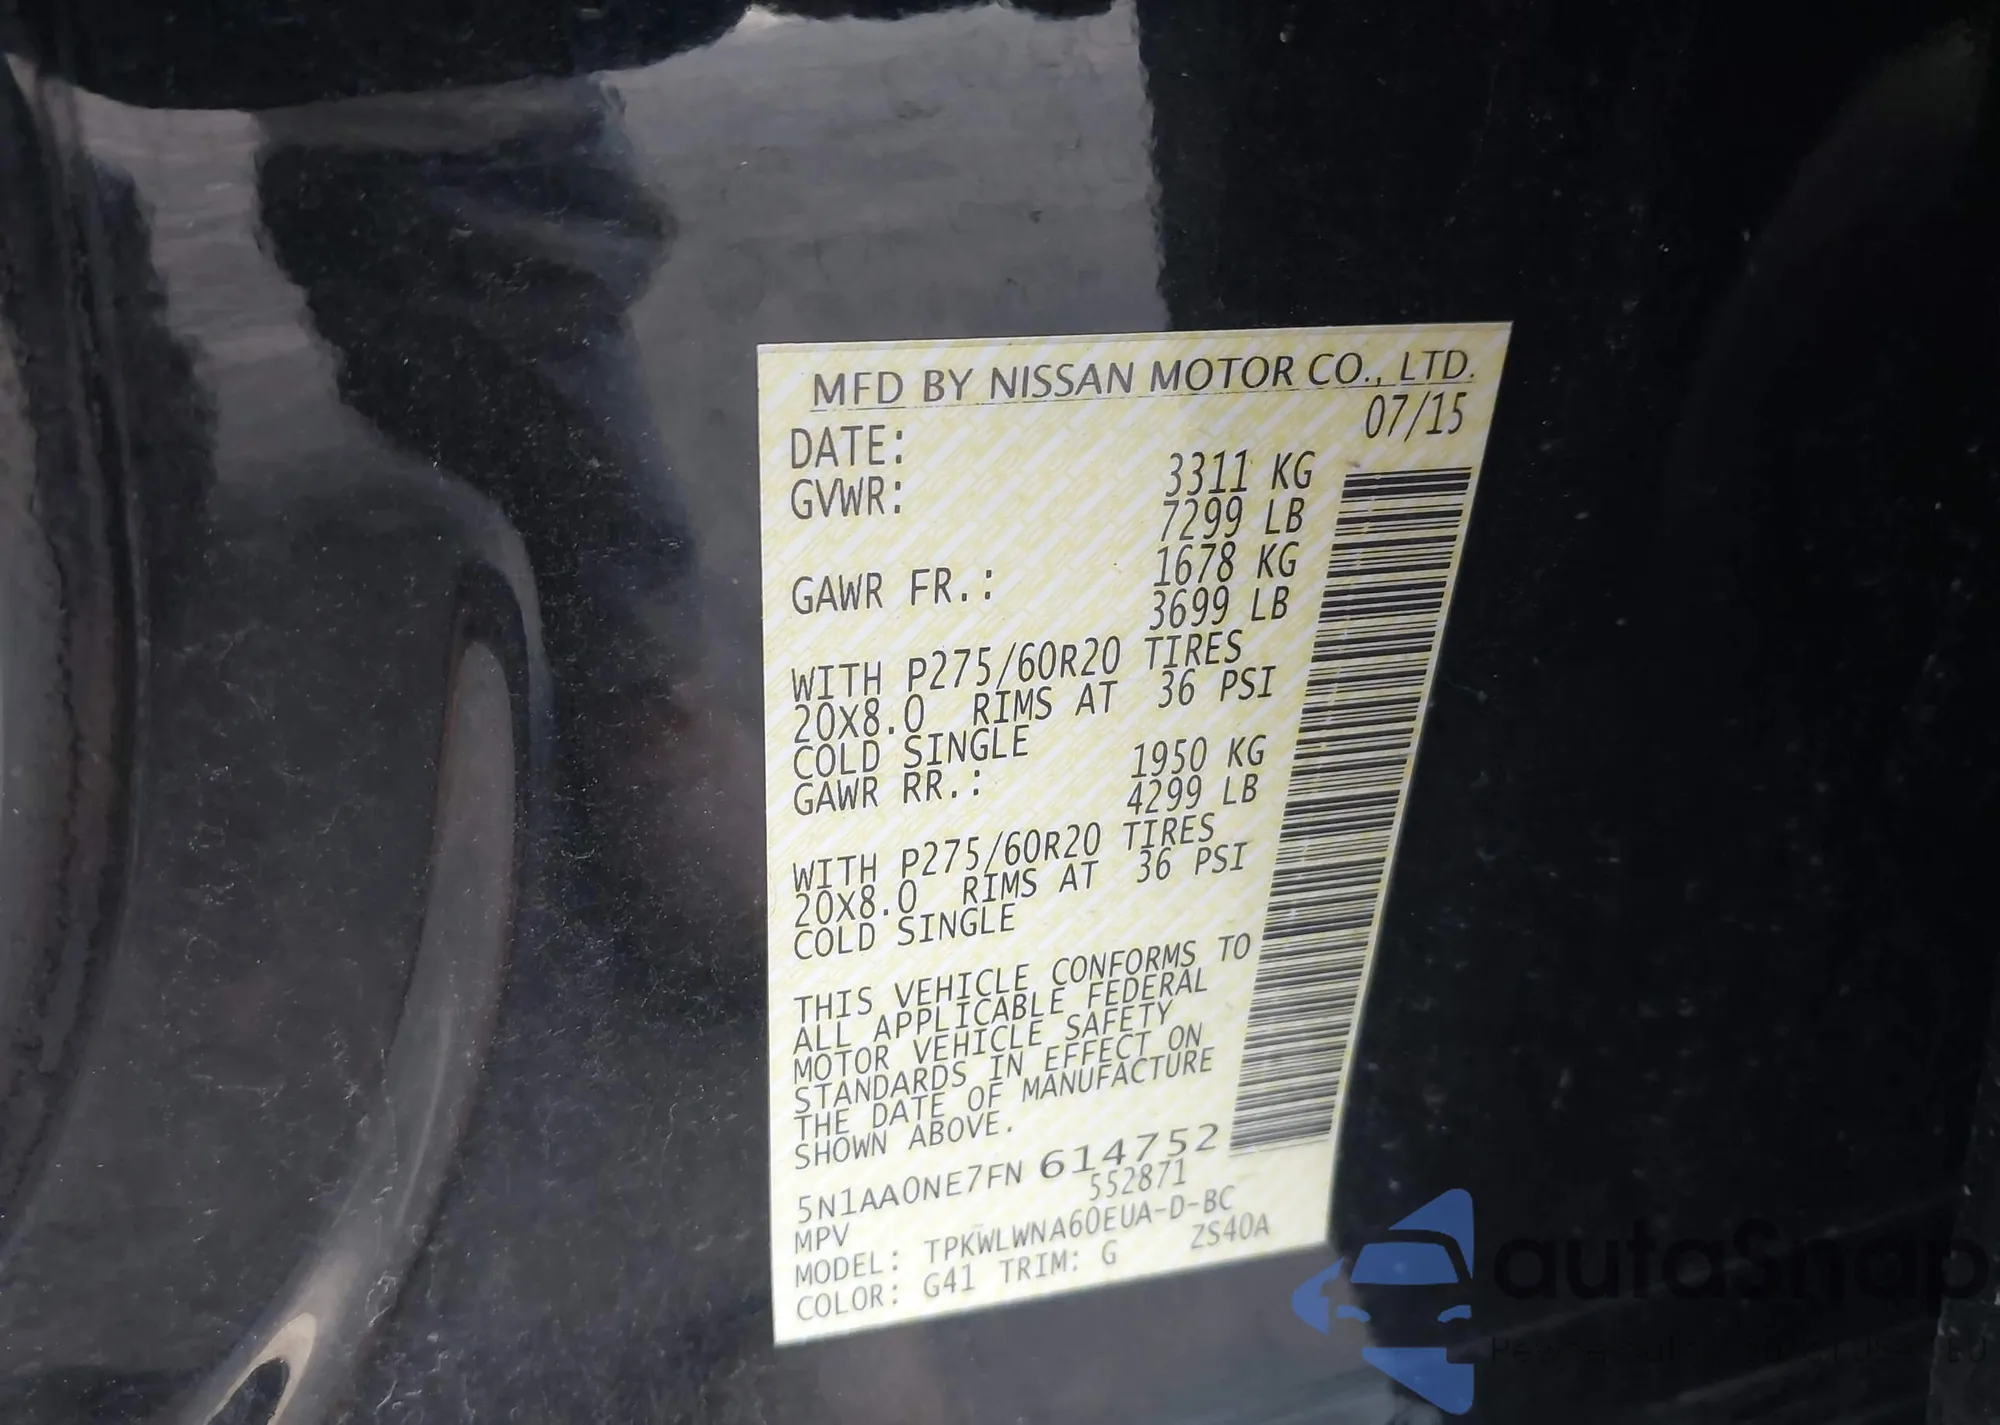 MFD BY NISSAN MOTOR CO., LTD.
DATE: 07/15
GVWR: 3311 KG
7299 LB
GAWR FR.: 1678 KG
3699 LB
WITH P275/60R20 TIRES
20X8.0 RIMS AT 36 PSI
COLD SINGLE
GAWR RR.: 1950 KG
4299 LB
WITH P275/60R20 TIRES
20X8.0 RIMS AT 36 PSI
COLD SINGLE
THIS VEHICLE CONFORMS TO
ALL APPLICABLE FEDERAL
MOTOR VEHICLE SAFETY
STANDARDS IN EFFECT ON
THE DATE OF MANUFACTURE
SHOWN ABOVE.
5N1AA0NE7FN 614752
MPV 552871
MODEL: TPKWLWNA60EUA-D-BC
COLOR: G41 TRIM: G ZS40A
autaSnap